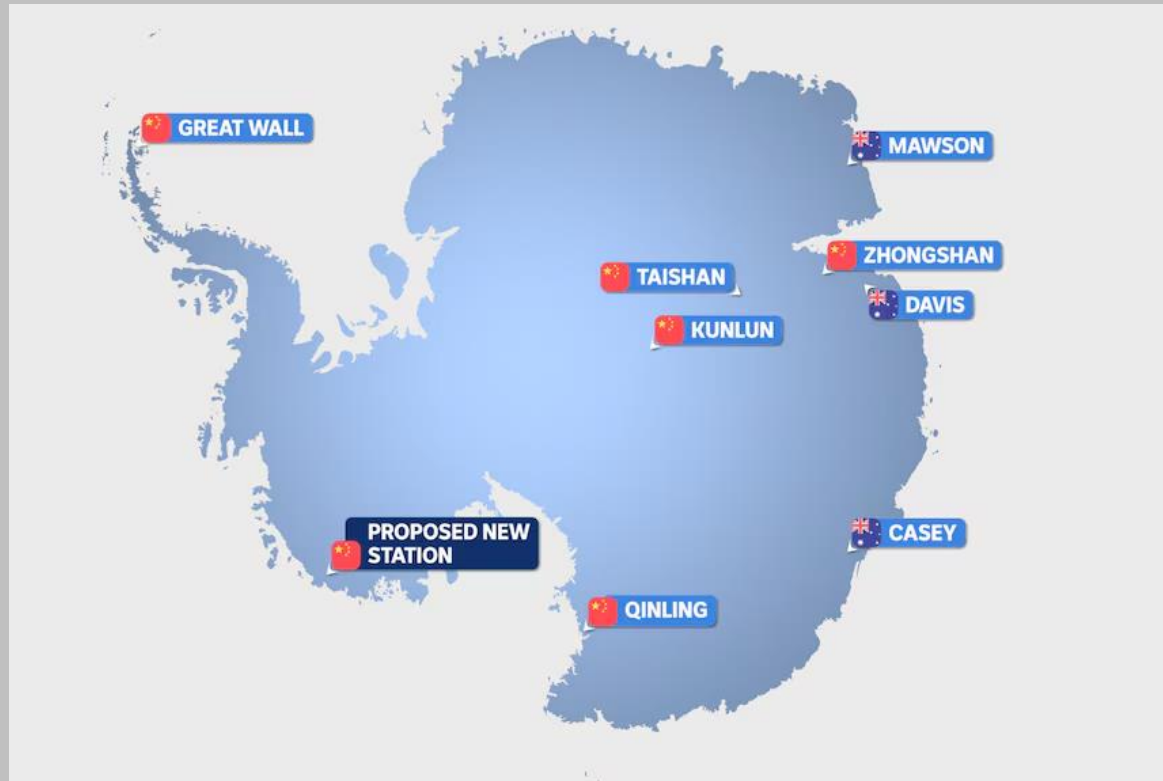 GREAT WALL
MAWSON
ZHONGSHAN
TAISHAN
DAVIS
KUNLUN
PROPOSED NEW
STATION
CASEY
QINLING